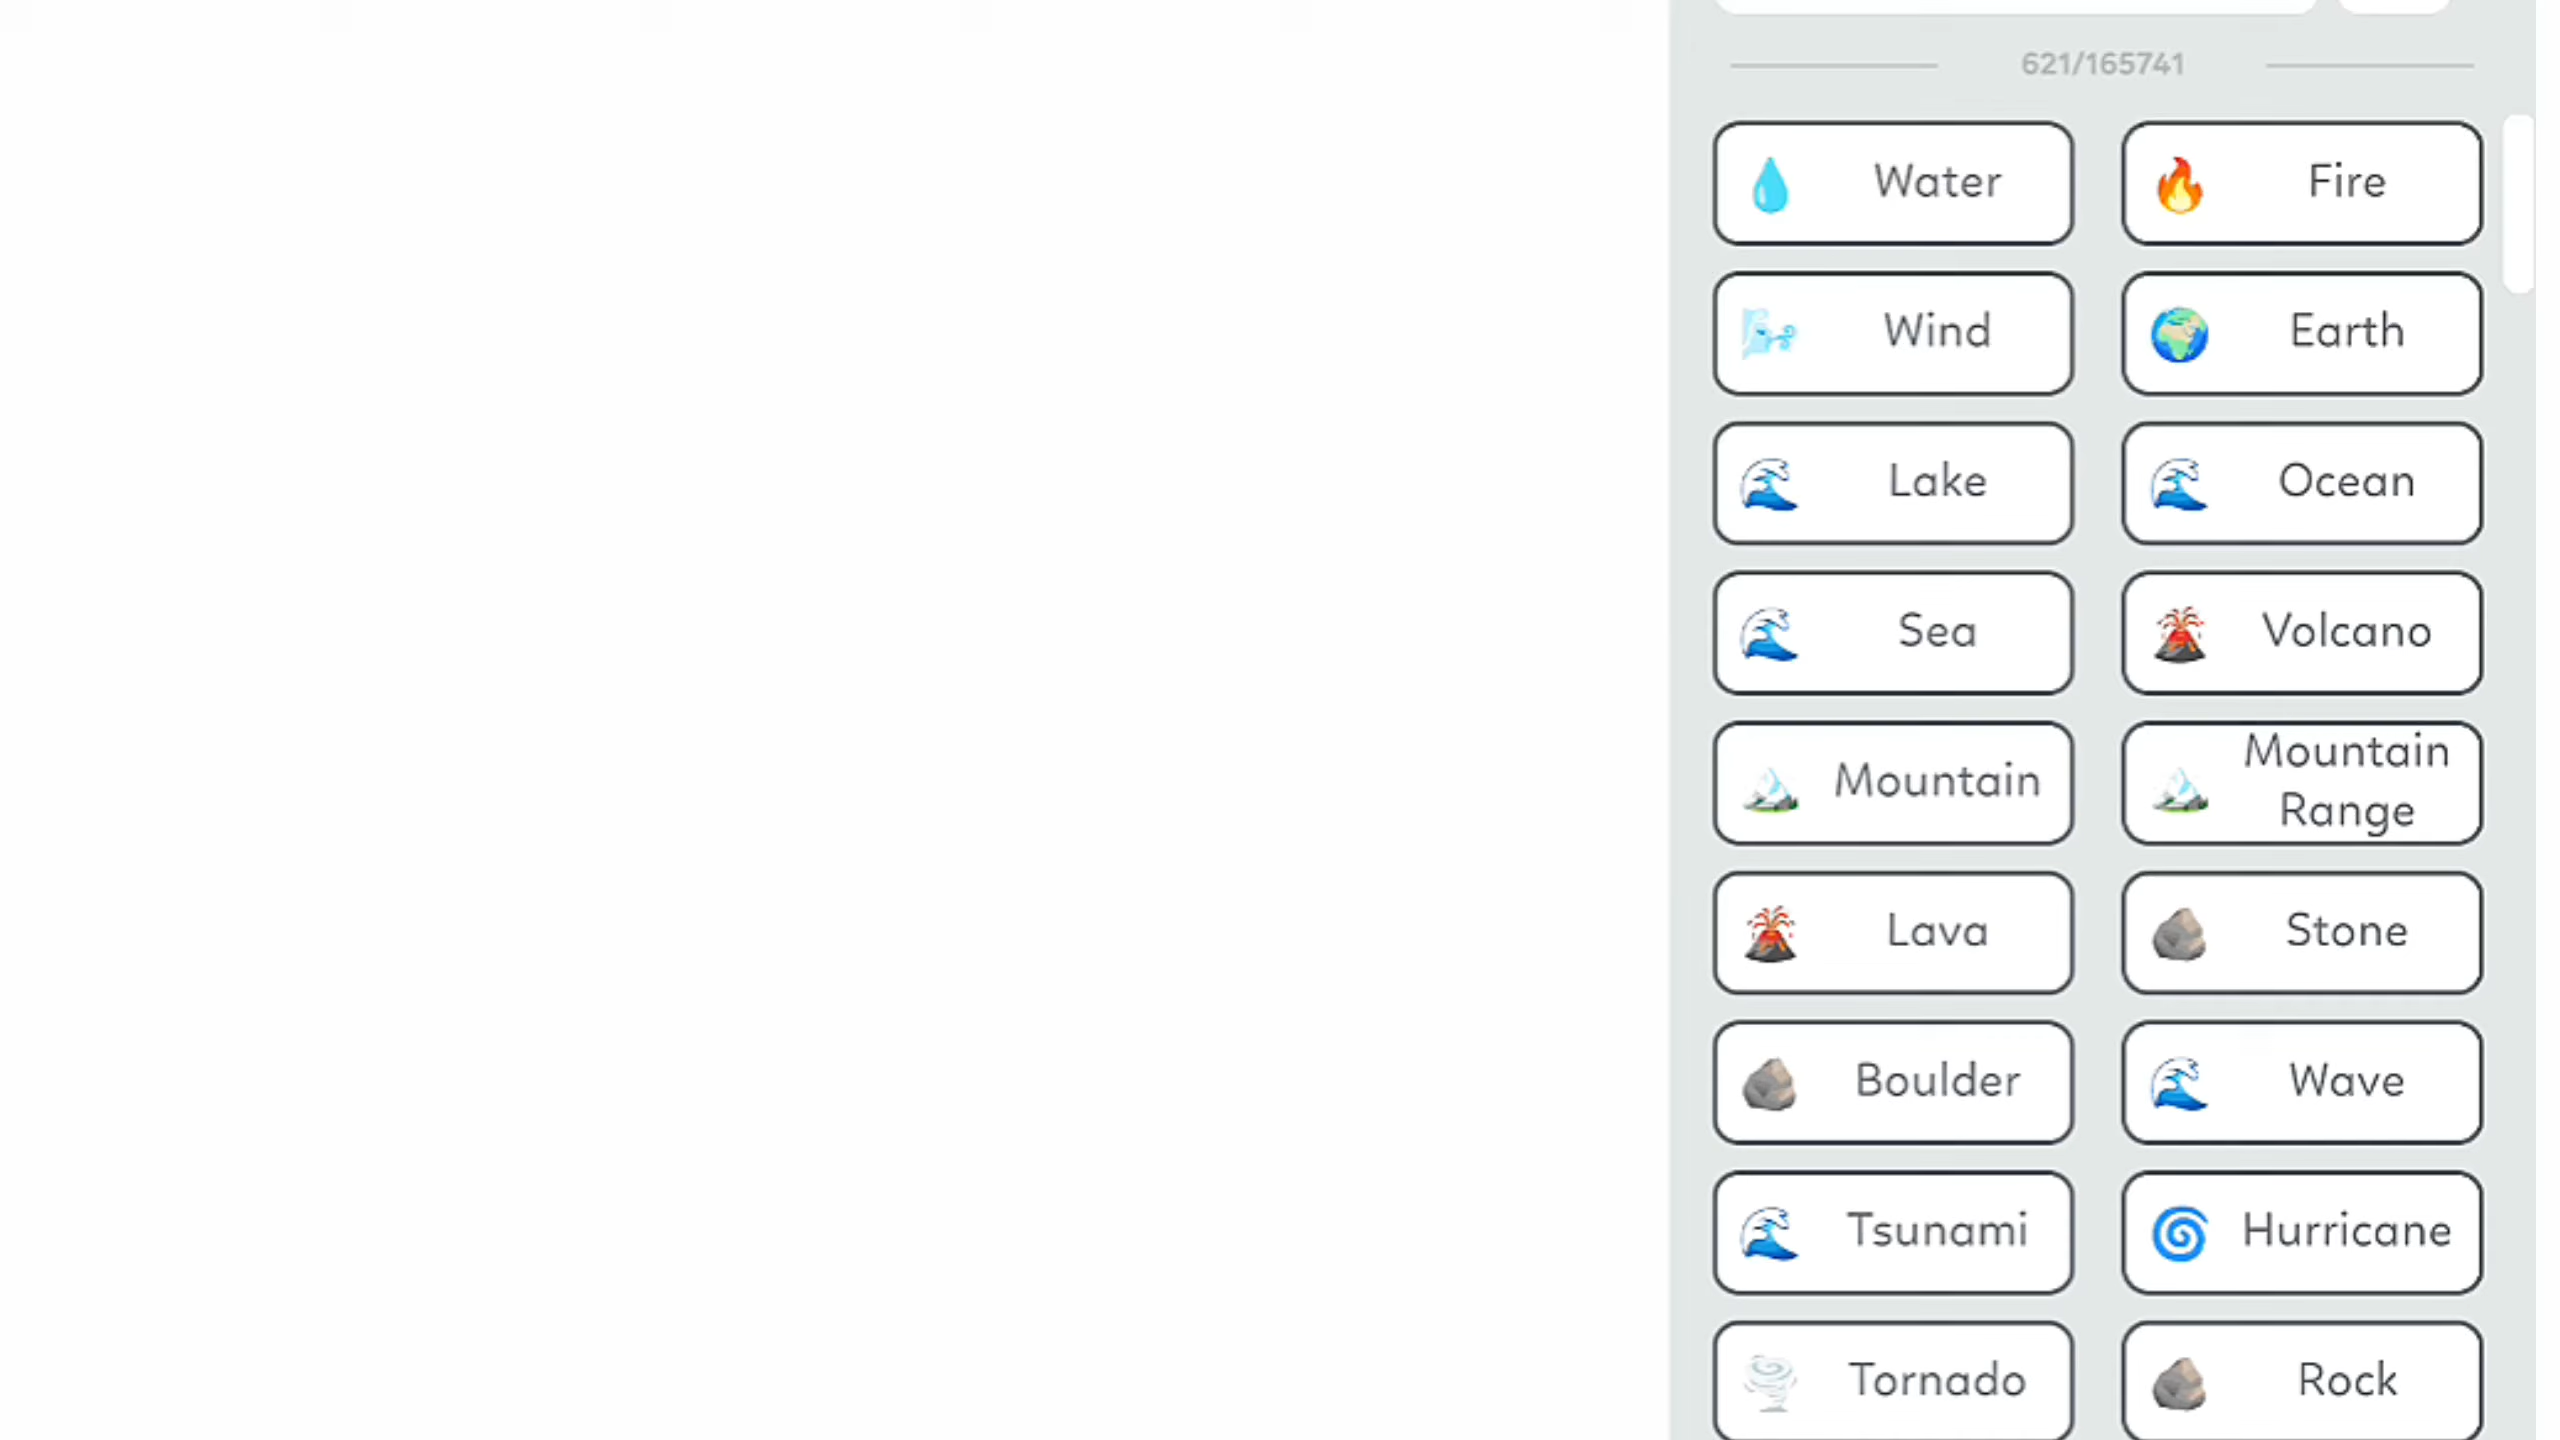 621/165741
Water
Fire
Wind
Earth
Lake
Ocean
Sea
Volcano
Mountain
Mountain
Range
Lava
Stone
Boulder
Wave
Tsunami
Hurricane
Tornado
Rock